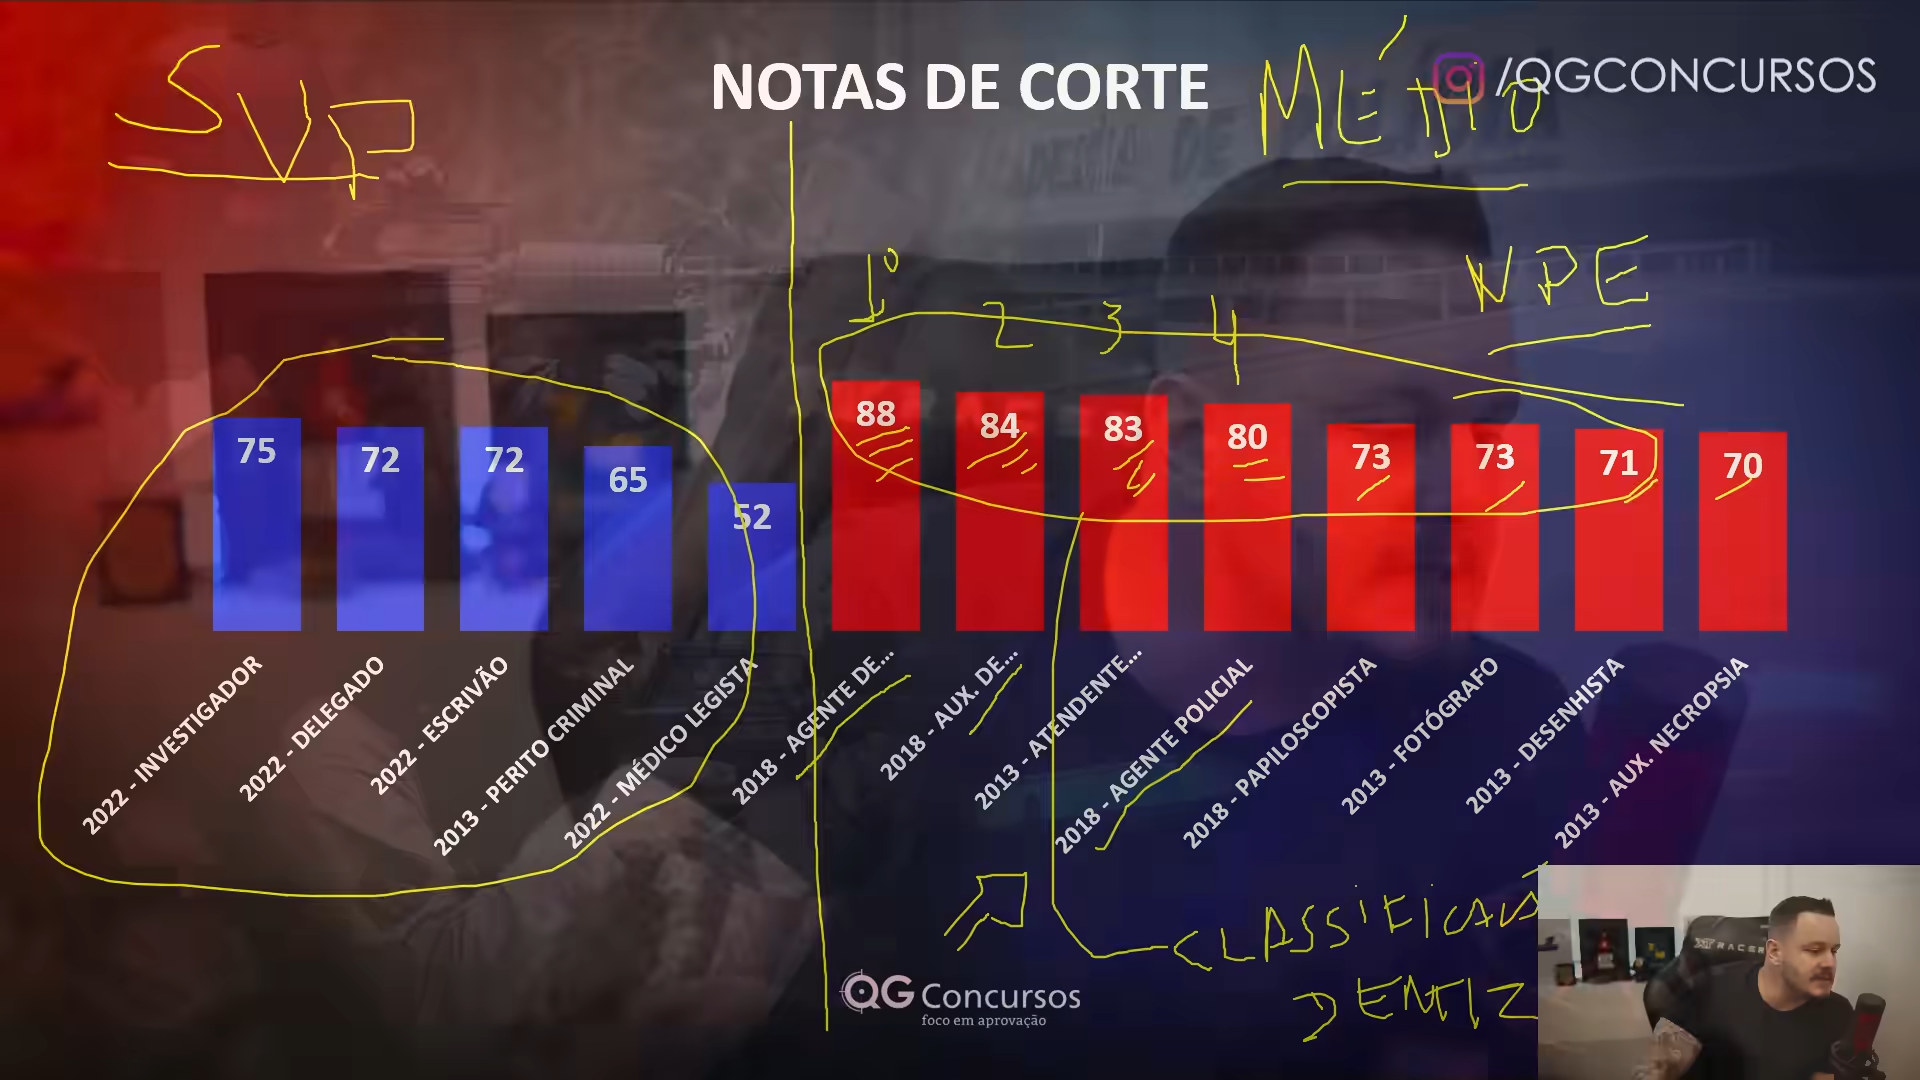 NOTAS DE CORTE
/QGCONCURSOS
SUP
MÉDIO
NPE
1º 2 3 4
75 72 72 65 52 88 84 83 80 73 73 71 70
2022 - INVESTIGADOR
2022 - DELEGADO
2022 - ESCRIVÃO
2013 - PERITO CRIMINAL
2022 - MÉDICO LEGISTA
2018 - AGENTE DE...
2018 - AUX. DE...
2013 - ATENDENTE...
2018 - AGENTE POLICIAL
2018 - PAPILOSCOPISTA
2013 - FOTÓGRAFO
2013 - DESENHISTA
2013 - AUX. NECROPSIA
QG Concursos
foco em aprovação